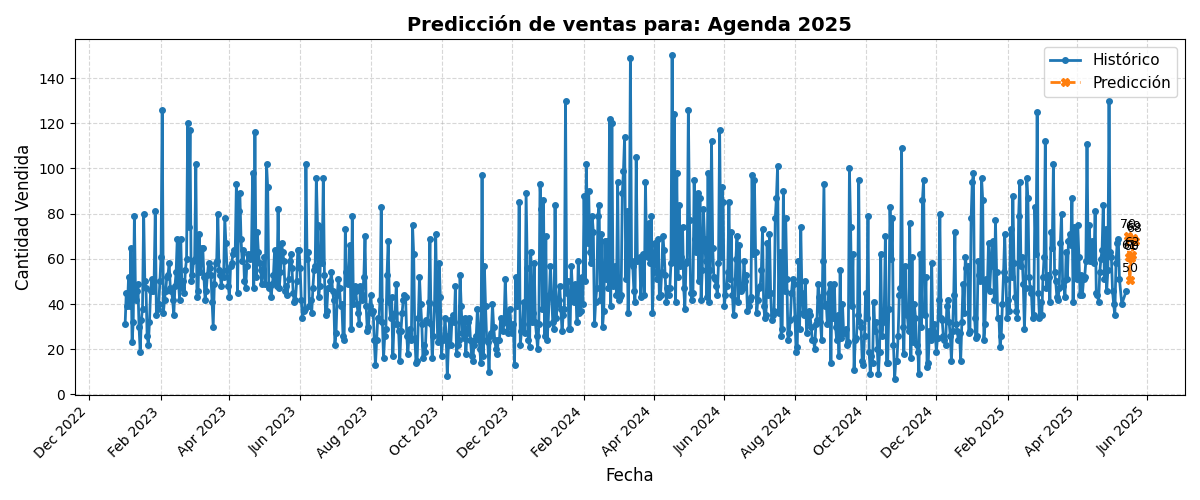 Predicción de ventas para: Agenda 2025
Histórico
Predicción
Cantidad Vendida
140
120
100
80
60
40
20
0
70
68
50
Dec 2022
Feb 2023
Apr 2023
Jun 2023
Aug 2023
Oct 2023
Dec 2023
Feb 2024
Apr 2024
Jun 2024
Aug 2024
Oct 2024
Dec 2024
Feb 2025
Apr 2025
Jun 2025
Fecha